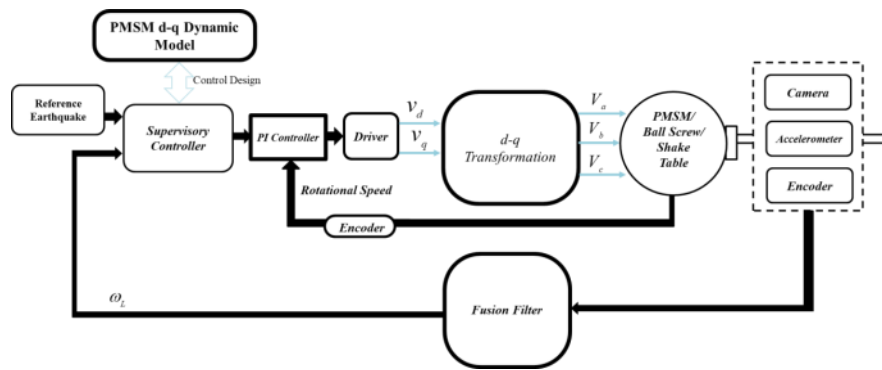 PMSM d-q Dynamic
Model
Control Design
Reference
Earthquake
Supervisory
Controller
PI Controller
Driver
v_d
v_q
d-q
Transformation
V_a
V_b
V_c
PMSM/
Ball Screw/
Shake
Table
Camera
Accelerometer
Encoder
Rotational Speed
Encoder
Fusion Filter
ω_L